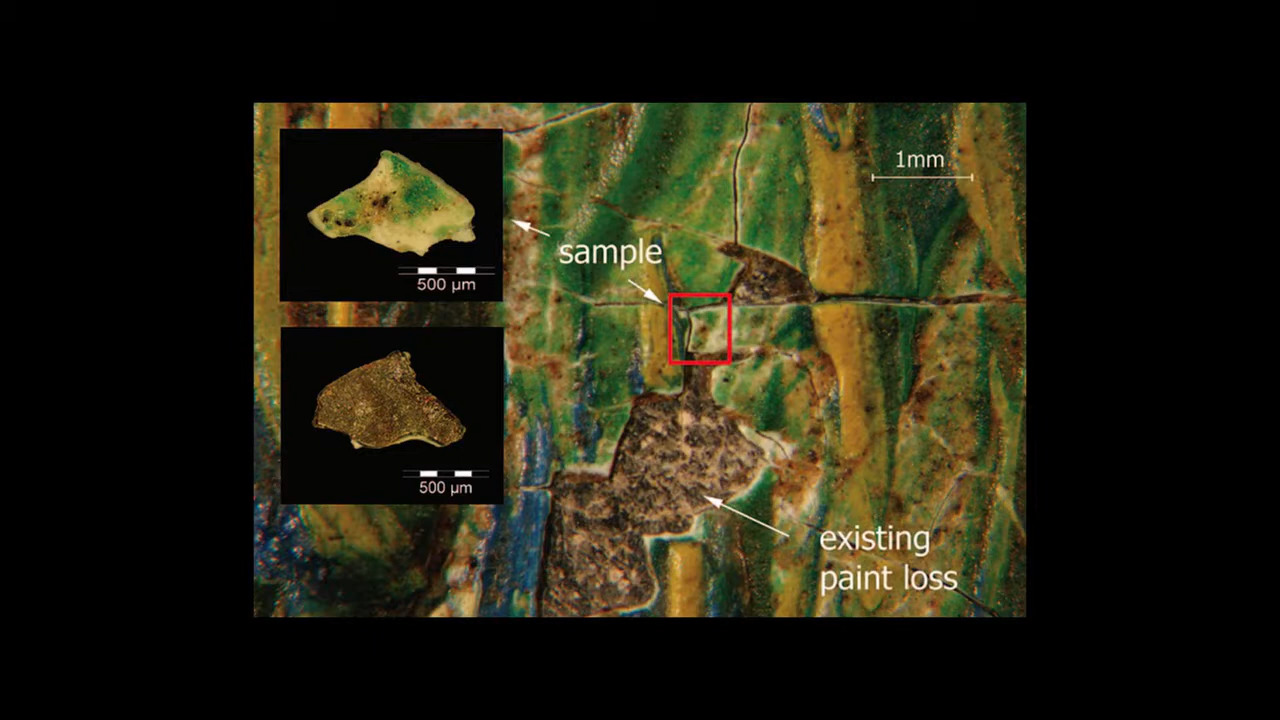 1mm
sample
500 µm
500 µm
existing
paint loss